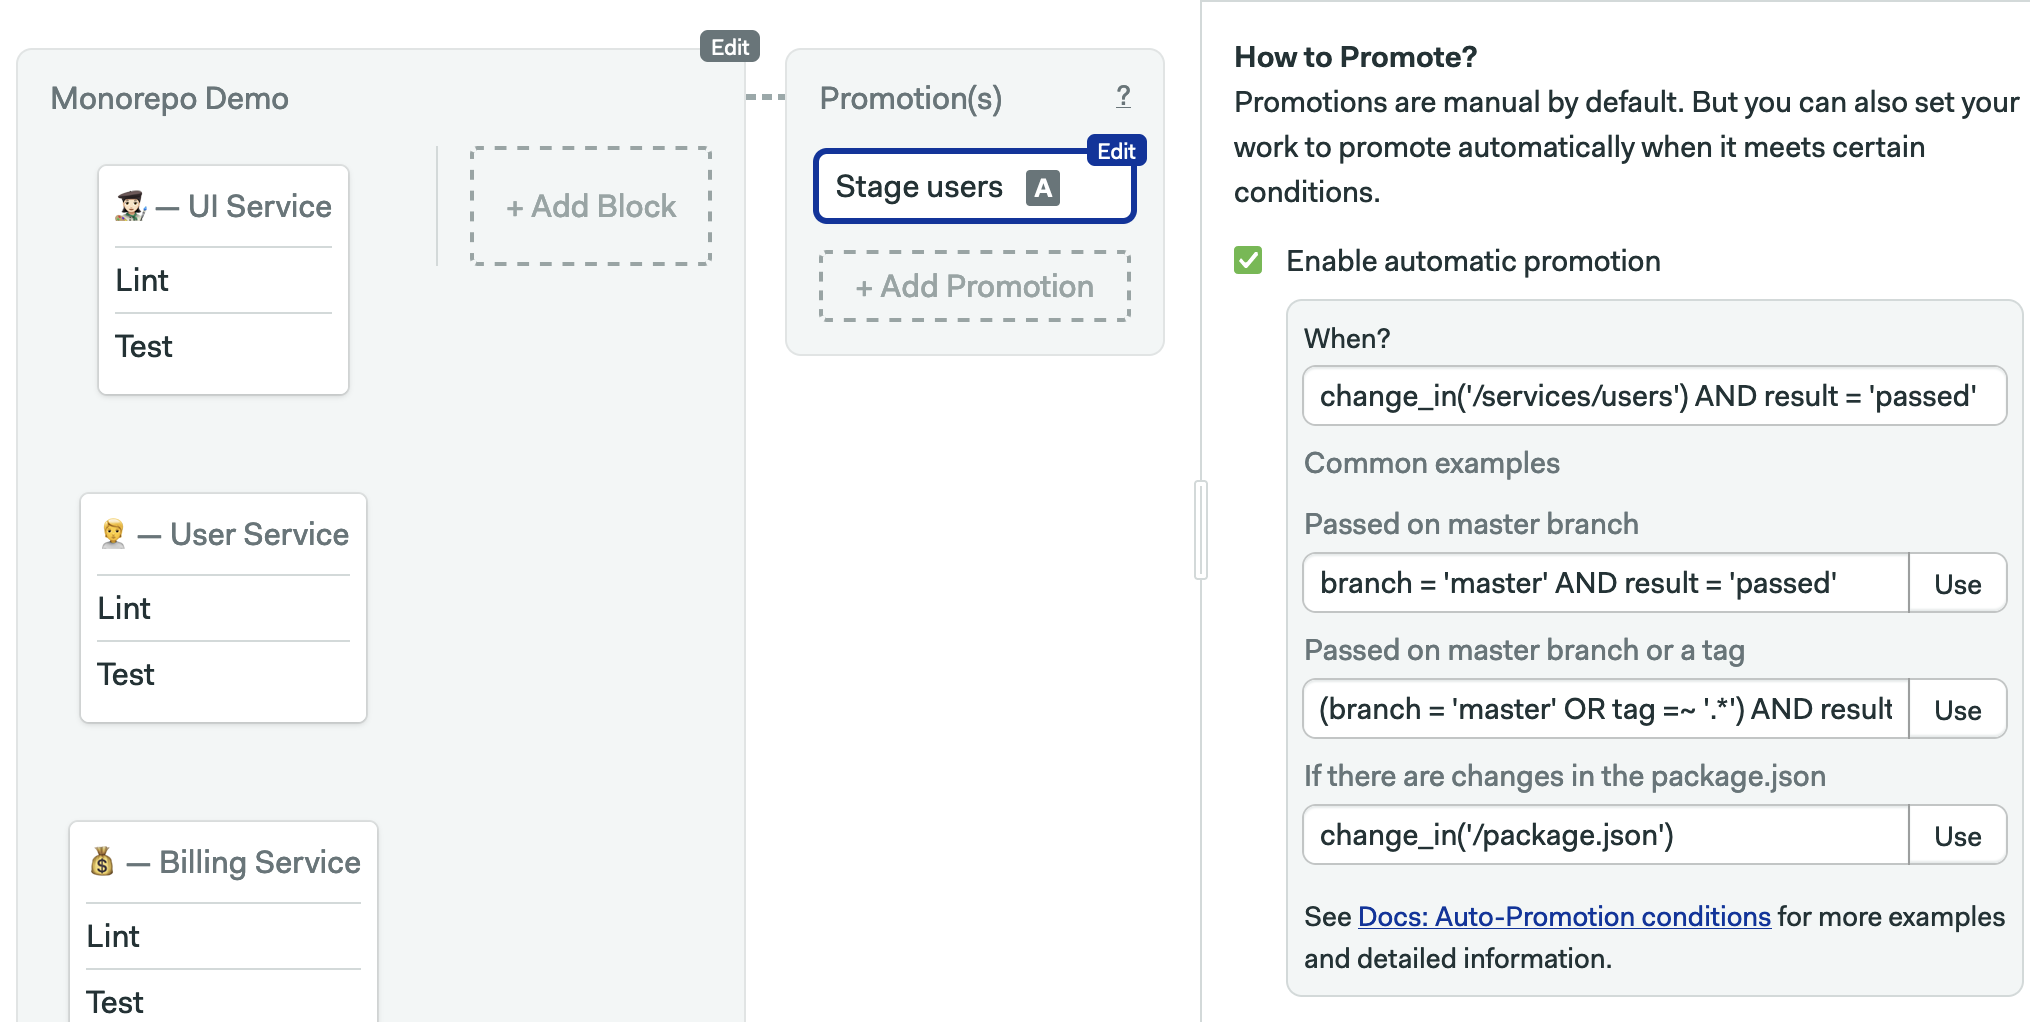 Edit
Monorepo Demo
— UI Service
Lint
Test
+ Add Block
— User Service
Lint
Test
— Billing Service
Lint
Test
Promotion(s)
?
Edit
Stage users A
+ Add Promotion
How to Promote?
Promotions are manual by default. But you can also set your
work to promote automatically when it meets certain
conditions.
Enable automatic promotion
When?
change_in('/services/users') AND result = 'passed'
Common examples
Passed on master branch
branch = 'master' AND result = 'passed'
Use
Passed on master branch or a tag
(branch = 'master' OR tag =~ '.*') AND result
Use
If there are changes in the package.json
change_in('/package.json')
Use
See Docs: Auto-Promotion conditions for more examples
and detailed information.